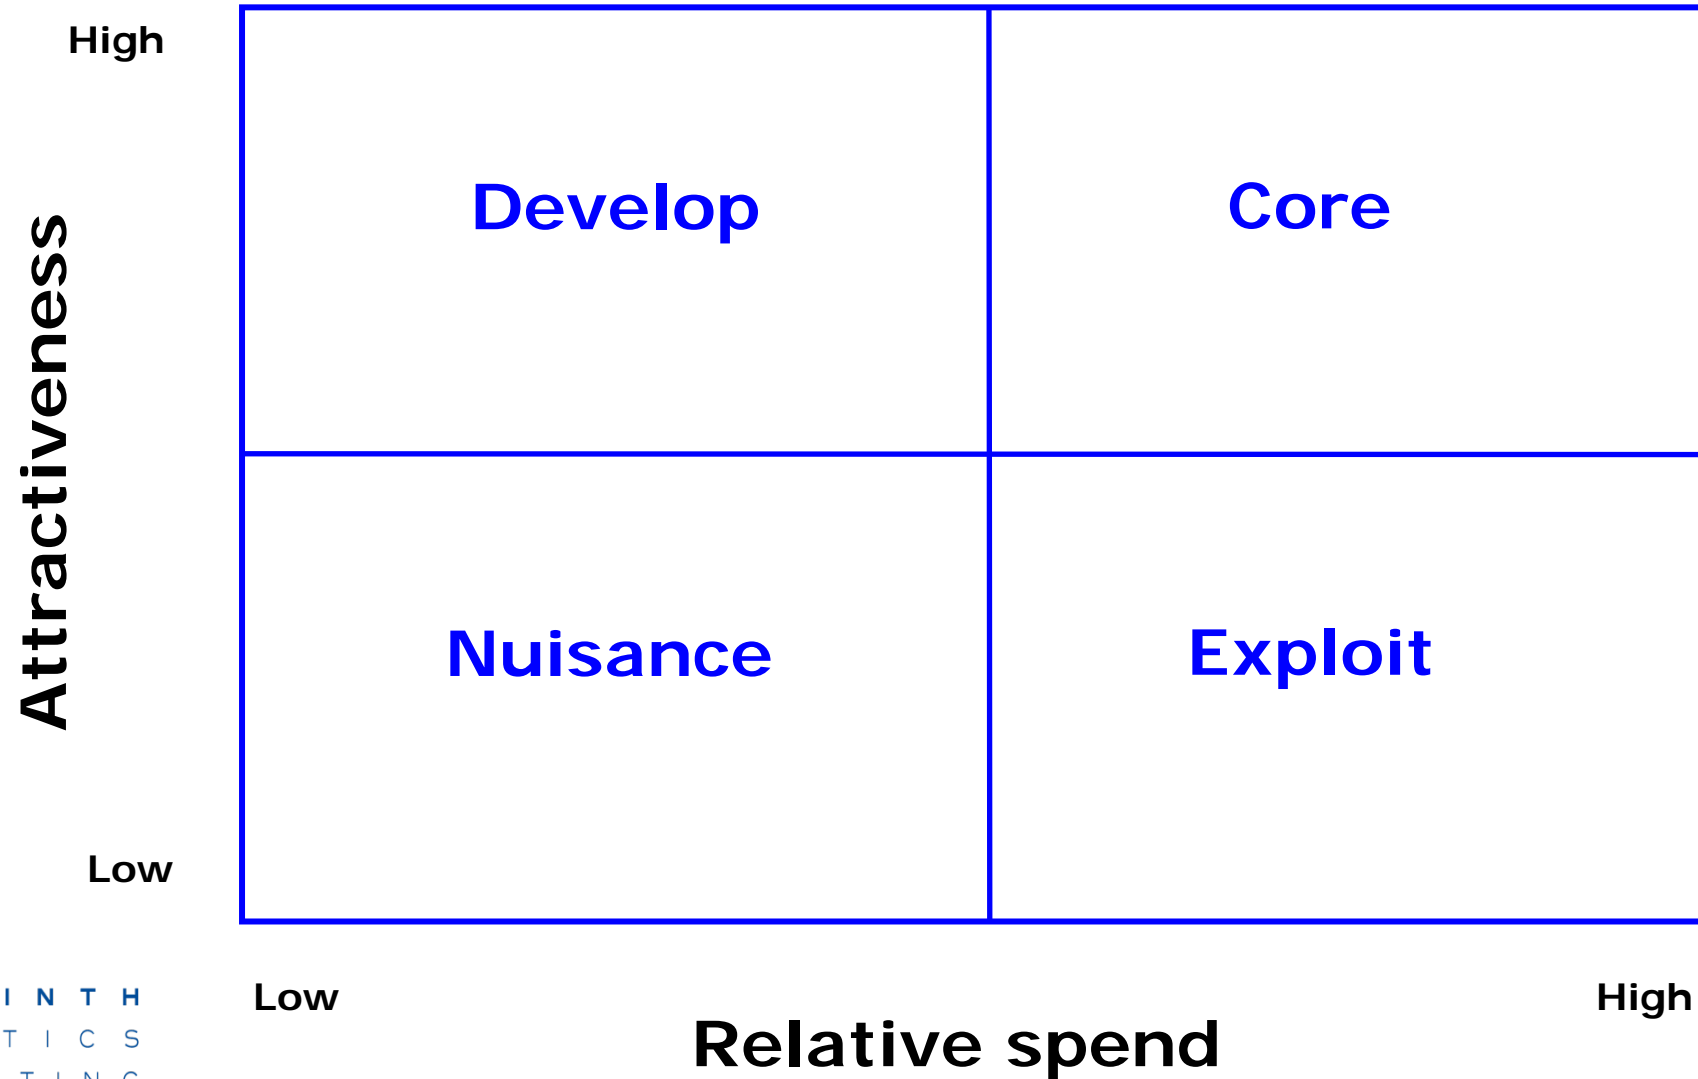 High
Develop
Core
Attractiveness
Nuisance
Exploit
Low
Low
High
Relative spend
I N T H
T I C S
T I N G